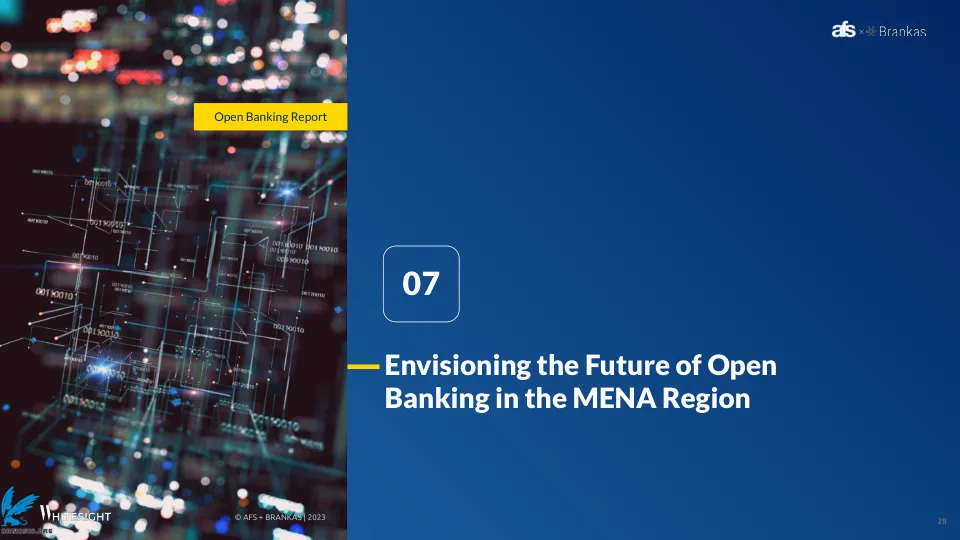 afs × Brankas
Open Banking Report
07
Envisioning the Future of Open
Banking in the MENA Region
WHITESIGHT
© AFS + BRANKAS | 2023
28